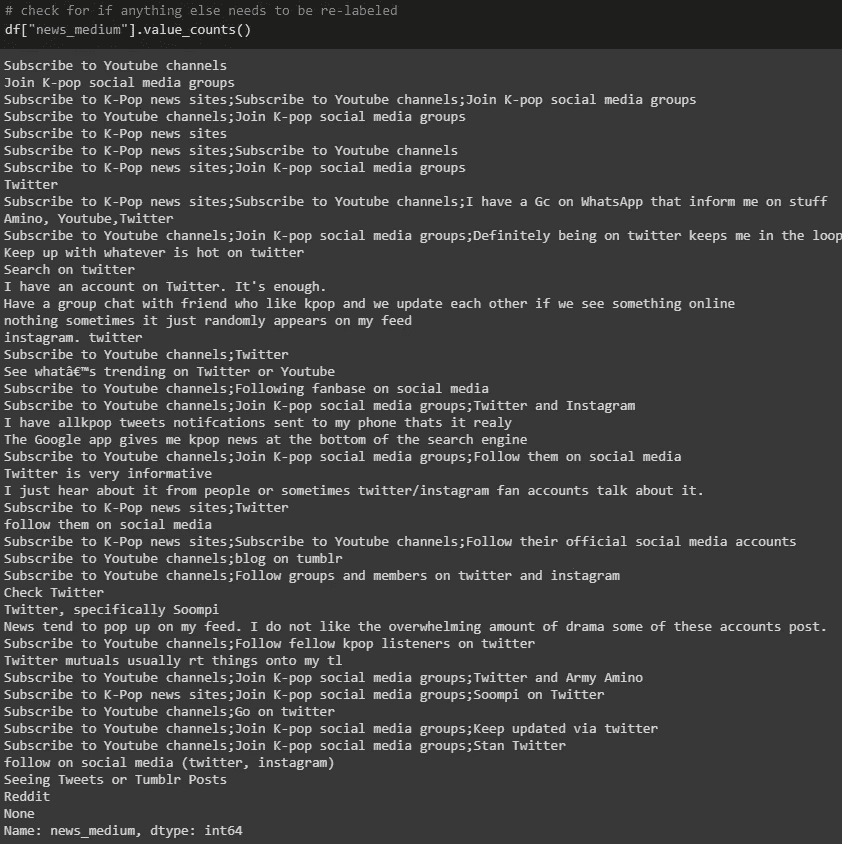 # check for if anything else needs to be re-labeled
df["news_medium"].value_counts()
Subscribe to Youtube channels
Join K-pop social media groups
Subscribe to K-Pop news sites;Subscribe to Youtube channels;Join K-pop social media groups
Subscribe to Youtube channels;Join K-pop social media groups
Subscribe to K-Pop news sites
Subscribe to K-Pop news sites;Subscribe to Youtube channels
Subscribe to K-Pop news sites;Join K-pop social media groups
Twitter
Subscribe to K-Pop news sites;Subscribe to Youtube channels;I have a Gc on WhatsApp that inform me on stuff
Amino, Youtube,Twitter
Subscribe to Youtube channels;Join K-pop social media groups;Definitely being on twitter keeps me in the loop
Keep up with whatever is hot on twitter
Search on twitter
I have an account on Twitter. It's enough.
Have a group chat with friend who like kpop and we update each other if we see something online
nothing sometimes it just randomly appears on my feed
instagram. twitter
Subscribe to Youtube channels;Twitter
See whatâ€™s trending on Twitter or Youtube
Subscribe to Youtube channels;Following fanbase on social media
Subscribe to Youtube channels;Join K-pop social media groups;Twitter and Instagram
I have allkpop tweets notifcations sent to my phone thats it realy
The Google app gives me kpop news at the bottom of the search engine
Subscribe to Youtube channels;Join K-pop social media groups;Follow them on social media
Twitter is very informative
I just hear about it from people or sometimes twitter/instagram fan accounts talk about it.
Subscribe to K-Pop news sites;Twitter
follow them on social media
Subscribe to K-Pop news sites;Subscribe to Youtube channels;Follow their official social media accounts
Subscribe to Youtube channels;blog on tumblr
Subscribe to Youtube channels;Follow groups and members on twitter and instagram
Check Twitter
Twitter, specifically Soompi
News tend to pop up on my feed. I do not like the overwhelming amount of drama some of these accounts post.
Subscribe to Youtube channels;Follow fellow kpop listeners on twitter
Twitter mutuals usually rt things onto my tl
Subscribe to Youtube channels;Join K-pop social media groups;Twitter and Army Amino
Subscribe to K-Pop news sites;Join K-pop social media groups;Soompi on Twitter
Subscribe to Youtube channels;Go on twitter
Subscribe to Youtube channels;Join K-pop social media groups;Keep updated via twitter
Subscribe to Youtube channels;Join K-pop social media groups;Stan Twitter
follow on social media (twitter, instagram)
Seeing Tweets or Tumblr Posts
Reddit
None
Name: news_medium, dtype: int64